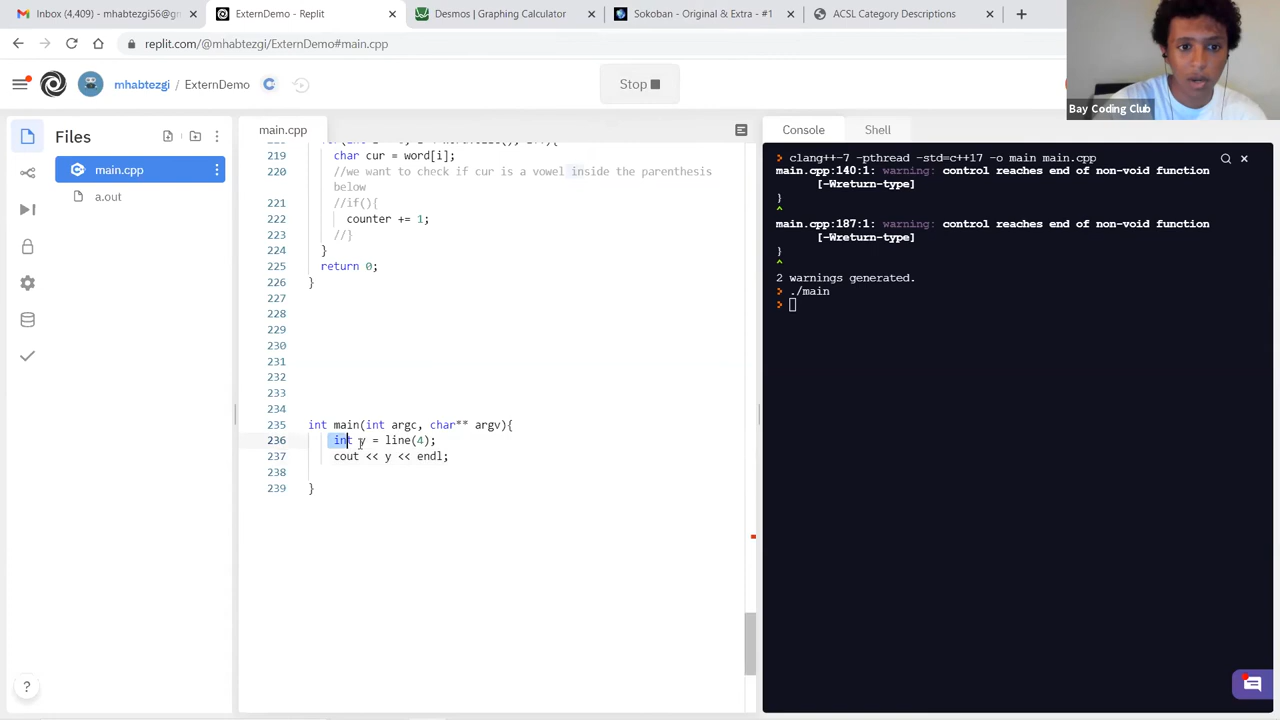 Inbox (4,409) - mhabtezgi56@gm
ExternDemo - Replit
Desmos | Graphing Calculator
Sokoban - Original & Extra - #1
ACSL Category Descriptions
replit.com/@mhabtezgi/ExternDemo#main.cpp
mhabtezgi / ExternDemo
Stop
Bay Coding Club
Files
main.cpp
a.out
main.cpp
219 char cur = word[i];
220 //we want to check if cur is a vowel inside the parenthesis
below
221 //if(){
222 counter += 1;
223 //}
224 }
225 return 0;
226 }
227
228
229
230
231
232
233
234
235 int main(int argc, char** argv){
236 int y = line(4);
237 cout << y << endl;
238
239 }
Console
Shell
clang++-7 -pthread -std=c++17 -o main main.cpp
main.cpp:140:1: warning: control reaches end of non-void function
[-Wreturn-type]
}
^
main.cpp:187:1: warning: control reaches end of non-void function
[-Wreturn-type]
}
^
2 warnings generated.
./main
?